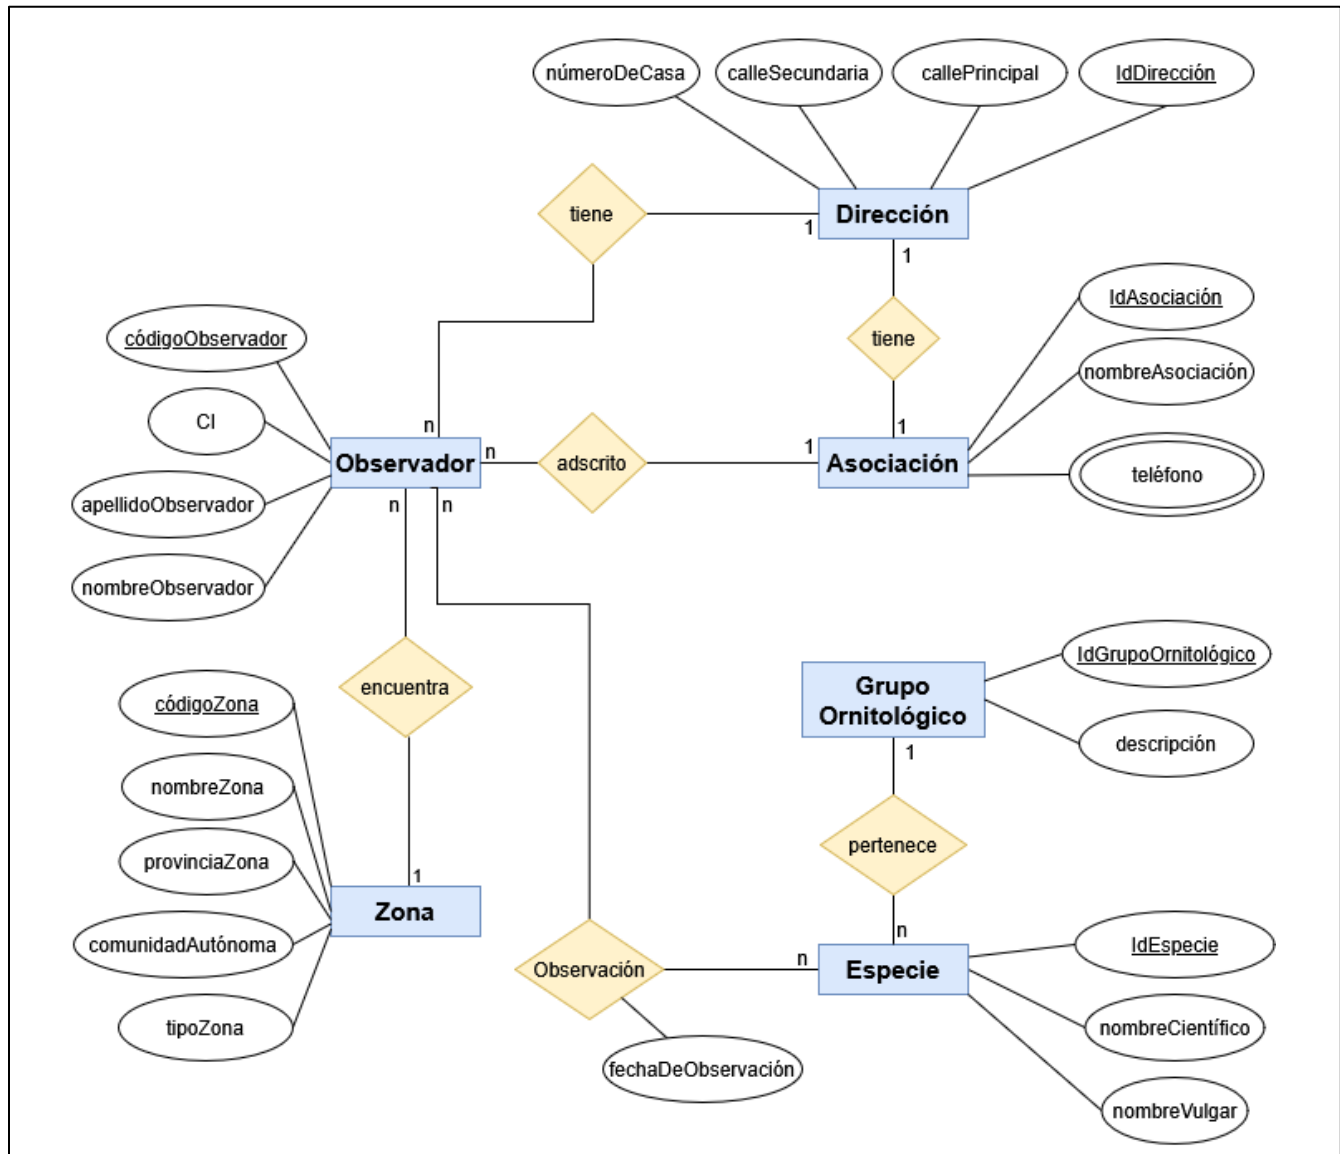 númeroDeCasa
calleSecundaria
callePrincipal
IdDirección
tiene
Dirección
1
1
códigoObservador
tiene
IdAsociación
nombreAsociación
CI
n
1
1
Observador
n
adscrito
Asociación
teléfono
apellidoObservador
n
n
nombreObservador
IdGrupoOrnitológico
encuentra
Grupo
Ornitológico
códigoZona
1
descripción
nombreZona
pertenece
provinciaZona
1
Zona
n
comunidadAutónoma
Observación
n
Especie
IdEspecie
tipoZona
nombreCientífico
fechaDeObservación
nombreVulgar